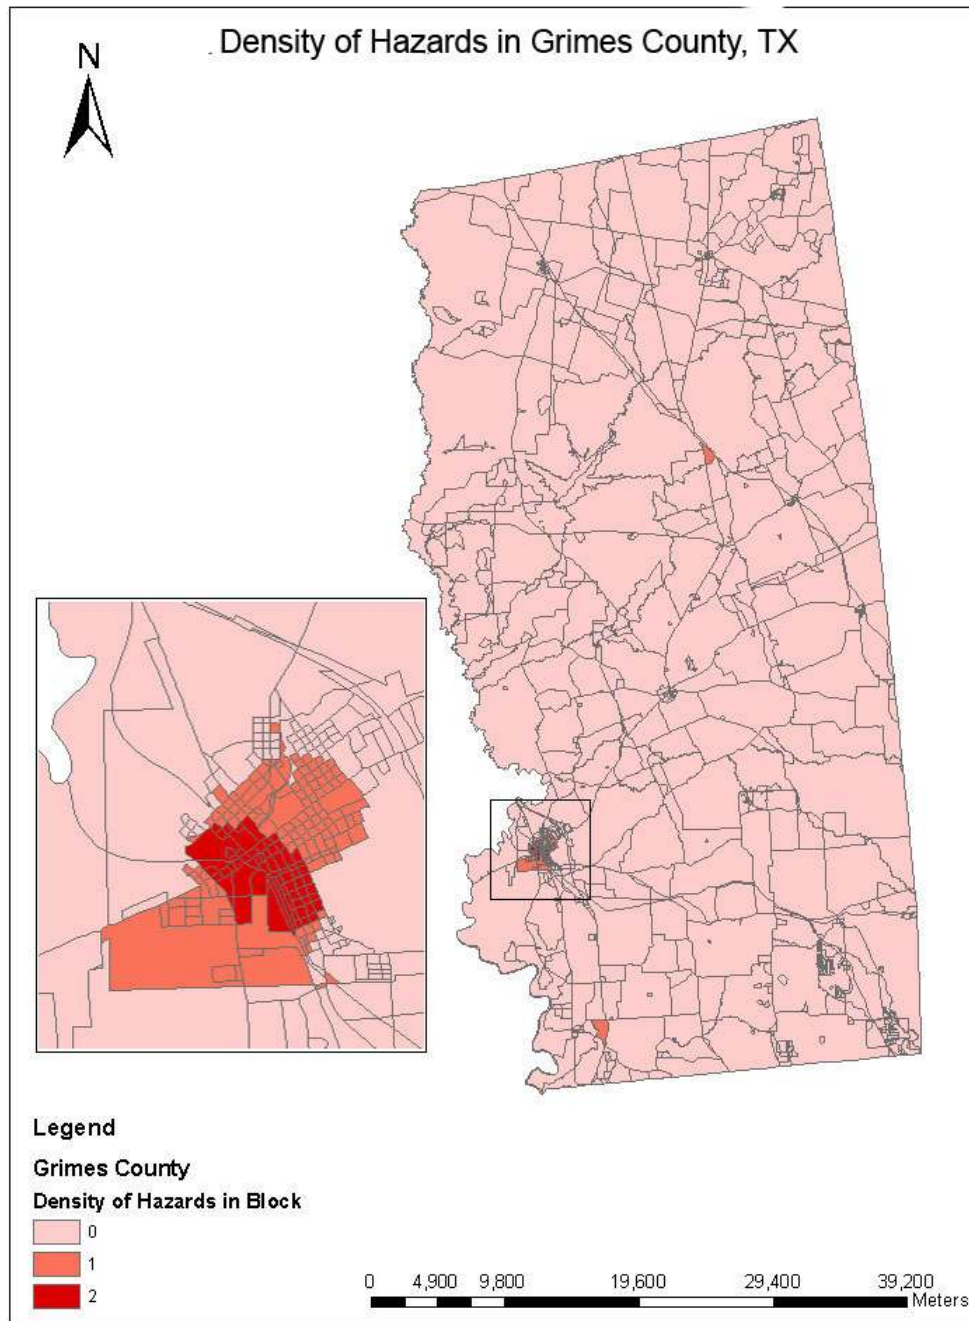 Density of Hazards in Grimes County, TX
N
Legend
Grimes County
Density of Hazards in Block
0
1
2
0 4,900 9,800 19,600 29,400 39,200
Meters